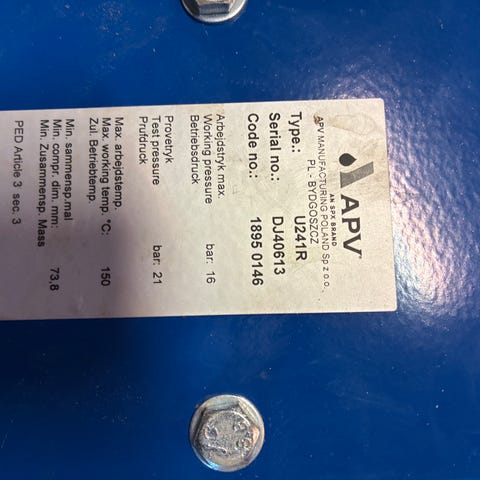 APV
AN SPX BRAND
APV MANUFACTURING POLAND Sp z o.o.
PL - BYDGOSZCZ
Type.: U241R
Serial no.: DJ40613
Code no.: 1895 0146
Arbejdstryk max.
Working pressure bar: 16
Betriebsdruck
Prøvetryk
Test pressure bar: 21
Prüfdruck
Max. arbejdstemp.
Max. working temp. °C: 150
Zul. Betriebtemp.
Min. sammensp.mal
Min. compr. dim. mm: 73,8
Min. Zusammensp. Mass
PED Article 3 sec. 3